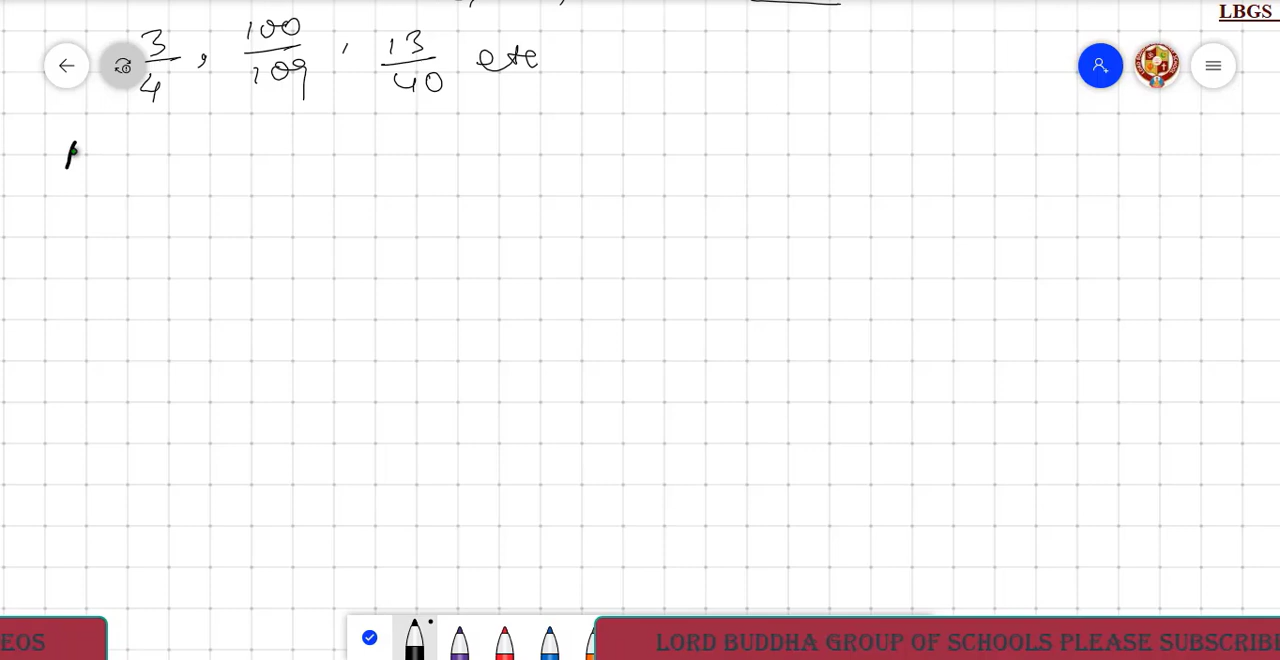 LBGS
3/4 , 100/109 , 13/40 etc
EOS
LORD BUDDHA GROUP OF SCHOOLS PLEASE SUBSCRIB